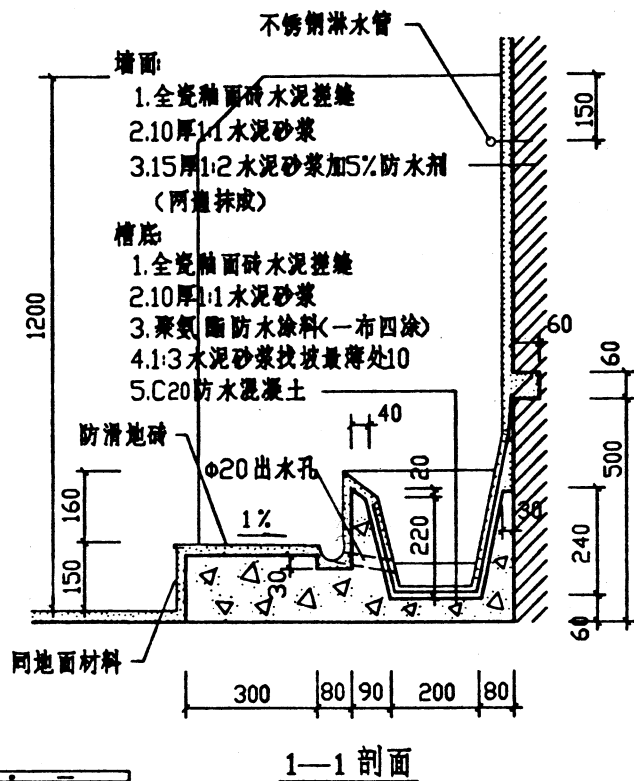 不锈钢淋水管
墙面:
1.全瓷釉面砖水泥搓缝
2.10厚1:1水泥砂浆
3.15厚1:2水泥砂浆加5%防水剂
(两遍抹成)
槽底:
1.全瓷釉面砖水泥搓缝
2.10厚1:1水泥砂浆
3.聚氨酯防水涂料(一布四涂)
4.1:3水泥砂浆找坡最薄处10
5.C20防水混凝土
150
1200
60
60
40
防滑地砖
Φ20出水孔
20
500
160
1%
220
30
240
150
30
60
同地面材料
300
80
90
200
80
1—1 剖面